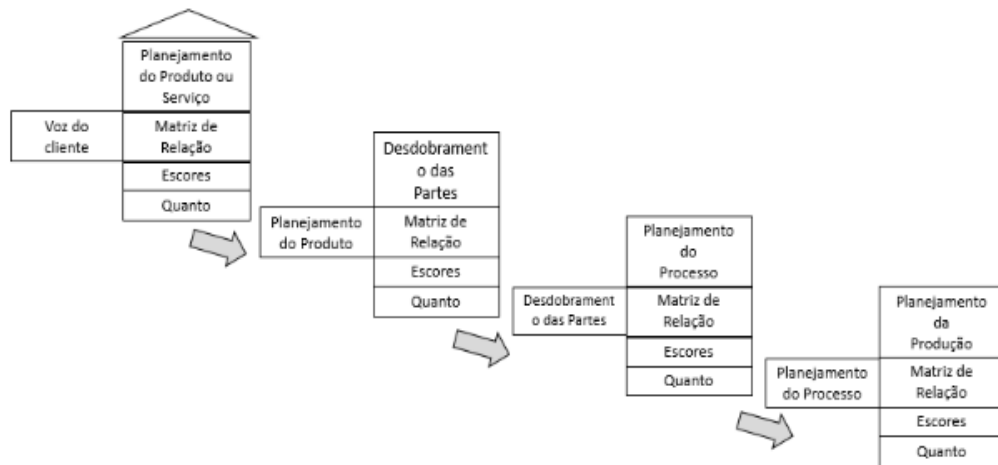 Planejamento
do Produto ou
Serviço
Voz do
cliente
Matriz de
Relação
Escores
Quanto
Desdobrament
o das
Partes
Planejamento
do Produto
Matriz de
Relação
Escores
Quanto
Planejamento
do
Processo
Desdobrament
o das Partes
Matriz de
Relação
Escores
Quanto
Planejamento
da
Produção
Planejamento
do Processo
Matriz de
Relação
Escores
Quanto